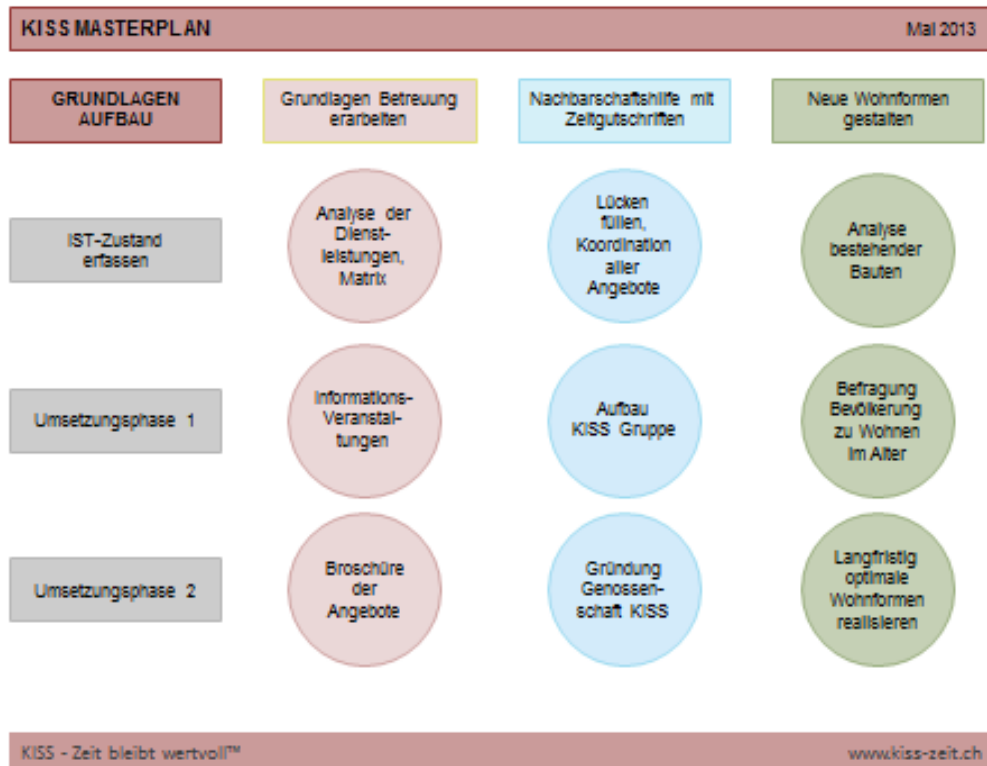 KISS MASTERPLAN
Mai 2013
GRUNDLAGEN
AUFBAU
Grundlagen Betreuung
erarbeiten
Nachbarschaftshilfe mit
Zeitgutschriften
Neue Wohnformen
gestalten
IST-Zustand
erfassen
Analyse der
Dienst-
leistungen,
Matrix
Lücken
füllen,
Koordination
aller
Angebote
Analyse
bestehender
Bauten
Umsetzungsphase 1
Informations-
Veranstal-
tungen
Aufbau
KISS Gruppe
Befragung
Bevölkerung
zu Wohnen
im Alter
Umsetzungsphase 2
Broschüre
der
Angebote
Gründung
Genossen-
schaft KISS
Langfristig
optimale
Wohnformen
realisieren
KISS - Zeit bleibt wertvoll™
www.kiss-zeit.ch